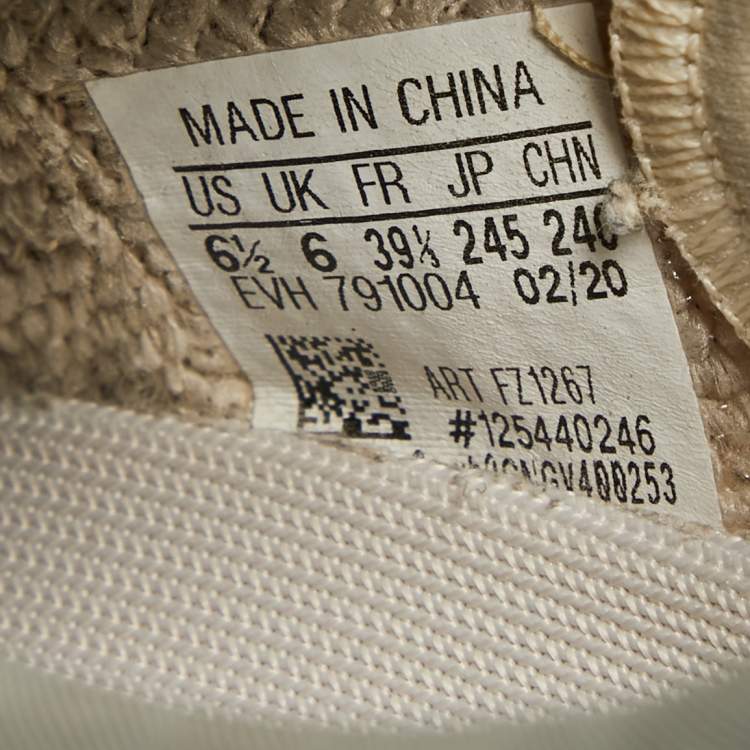 MADE IN CHINA
US UK FR JP CHN
6½ 6 39⅓ 245 240
EVH 791004 02/20
ART FZ1267
#125440246